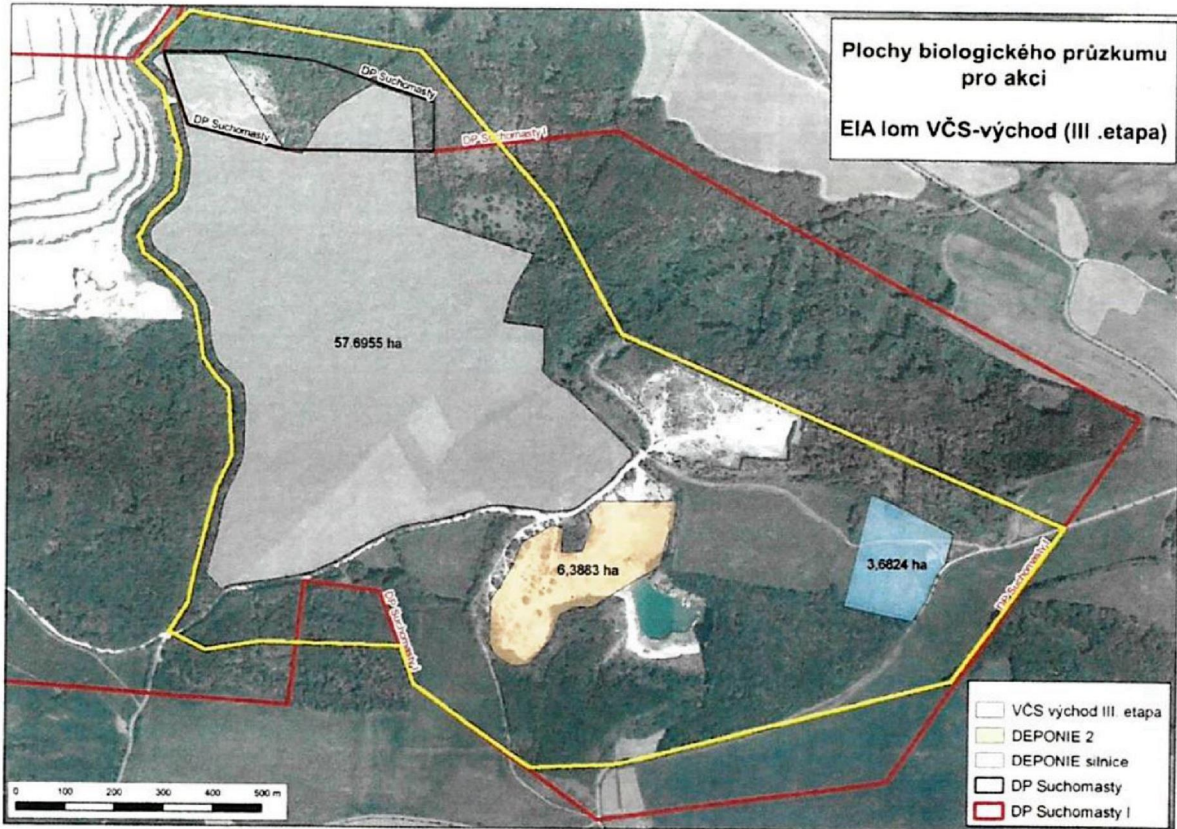 Plochy biologického průzkumu
pro akci
EIA lom VČS-východ (III .etapa)
DP Suchomasty
DP Suchomasty
DP Suchomasty I
57.6955 ha
6,3883 ha
3,6824 ha
DP Suchomasty I
DP Suchomasty I
VČS východ III. etapa
DEPONIE 2
DEPONIE silnice
DP Suchomasty
DP Suchomasty I
0 100 200 300 400 500 m